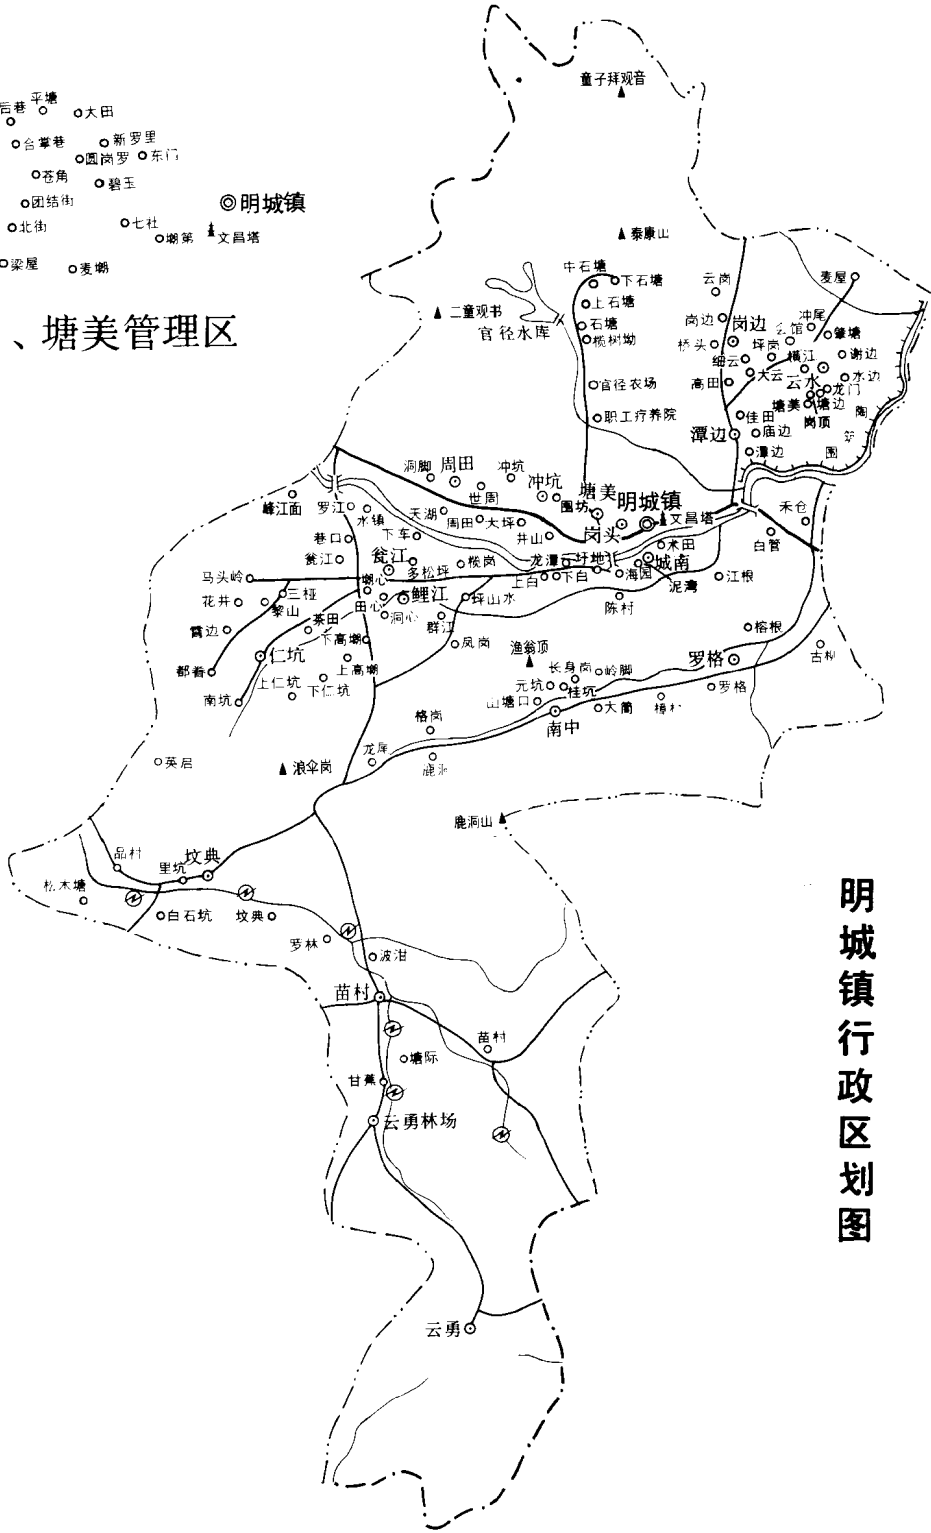 后巷
平塘
大田
合掌巷
新罗里
圆岗罗
东门
苍角
碧玉
团结街
明城镇
北街
七社
塱第
文昌塔
梁屋
麦塱
、塘美管理区
童子拜观音
泰康山
牛石塘
下石塘
上石塘
石塘
榄树坳
二童观书
官径水库
官径农场
职工疗养院
云岗
麦屋
岗边
岗边
桥头
冲尾
肇塘
坪岗
横江
谢边
细云
大云
云水
水边
高田
龙门
塘美
塘边
岗顶
佳田
陶
筑
围
潭边
庙边
潭边
洞脚
周田
冲坑
世周
冲坑
围坊
塘美
明城镇
文昌塔
禾仓
白管
峰江面
罗江
水镇
天湖
周田
大坪
岗头
巷口
下车
井山
瓮江
瓮江
多松坪
榄岗
龙潭
圩地
城南
马头岭
塱心
上白
下白
海园
泥湾
江根
花井
三桠
黎山
田心
鲤江
坪山水
陈村
茶田
洞心
群江
榕根
下高塱
凤岗
渔翁顶
仁坑
罗格
都着
上高塱
长身岗
岭脚
上仁坑
下仁坑
元坑
桂坑
罗格
南坑
山塘口
南中
格岗
英启
浪伞岗
龙岸
鹿洞山
品村
里坑
坟典
松木塘
白石坑
坟典
罗林
波泔
苗村
苗村
塘际
甘蕉
云勇林场
云勇
明城镇行政区划图